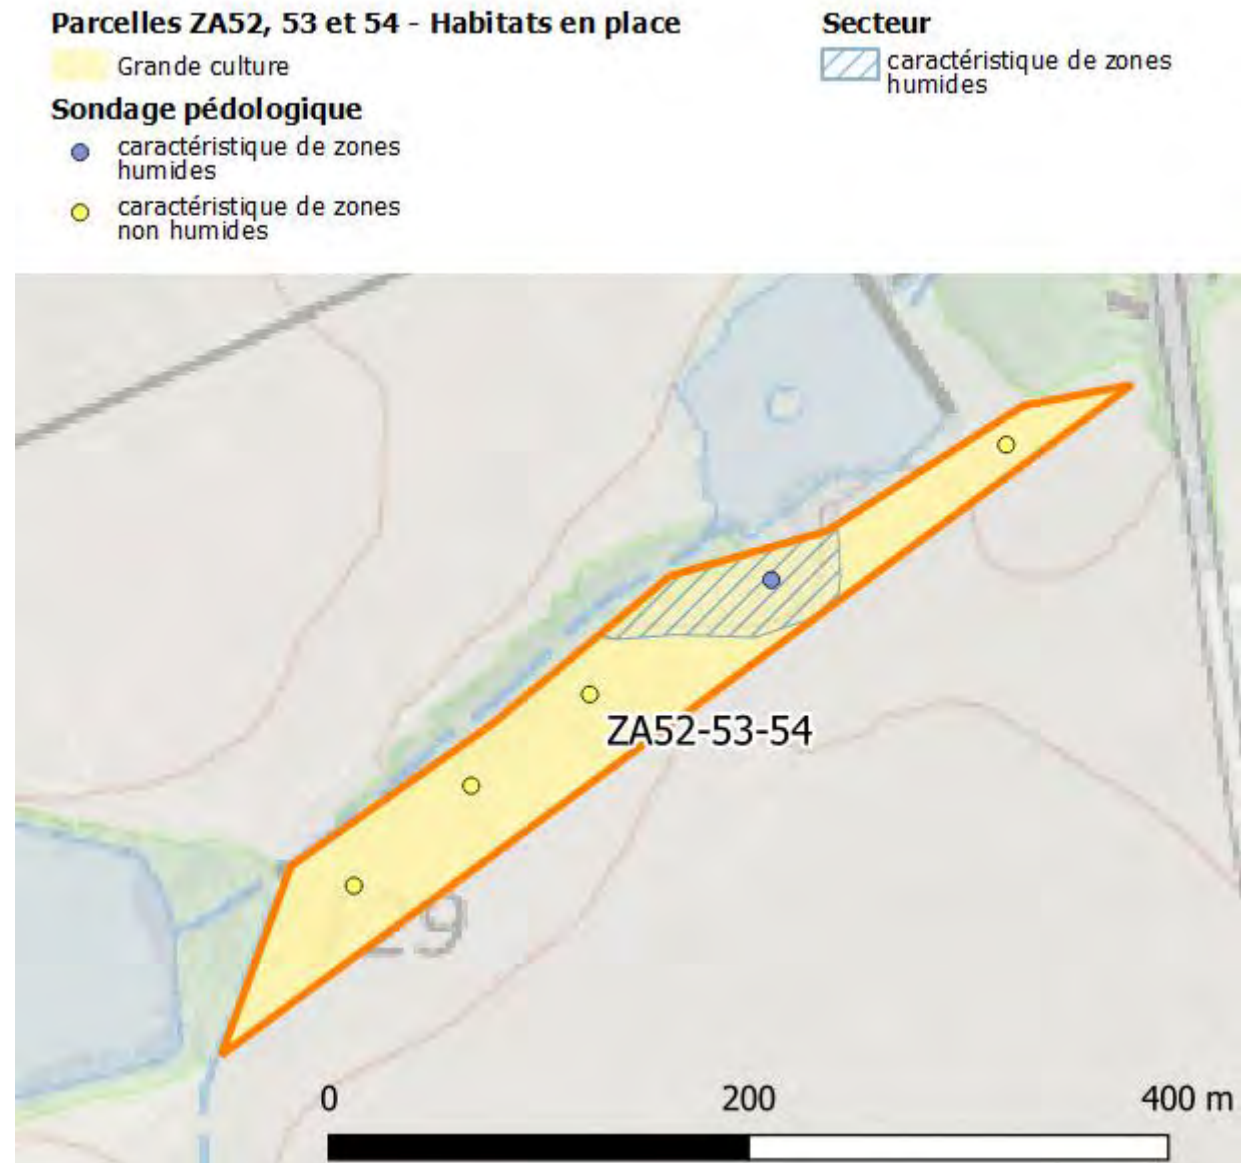 Parcelles ZA52, 53 et 54 - Habitats en place
Grande culture
Sondage pédologique
caractéristique de zones
humides
caractéristique de zones
non humides
Secteur
caractéristique de zones
humides
ZA52-53-54
29
0 200 400 m